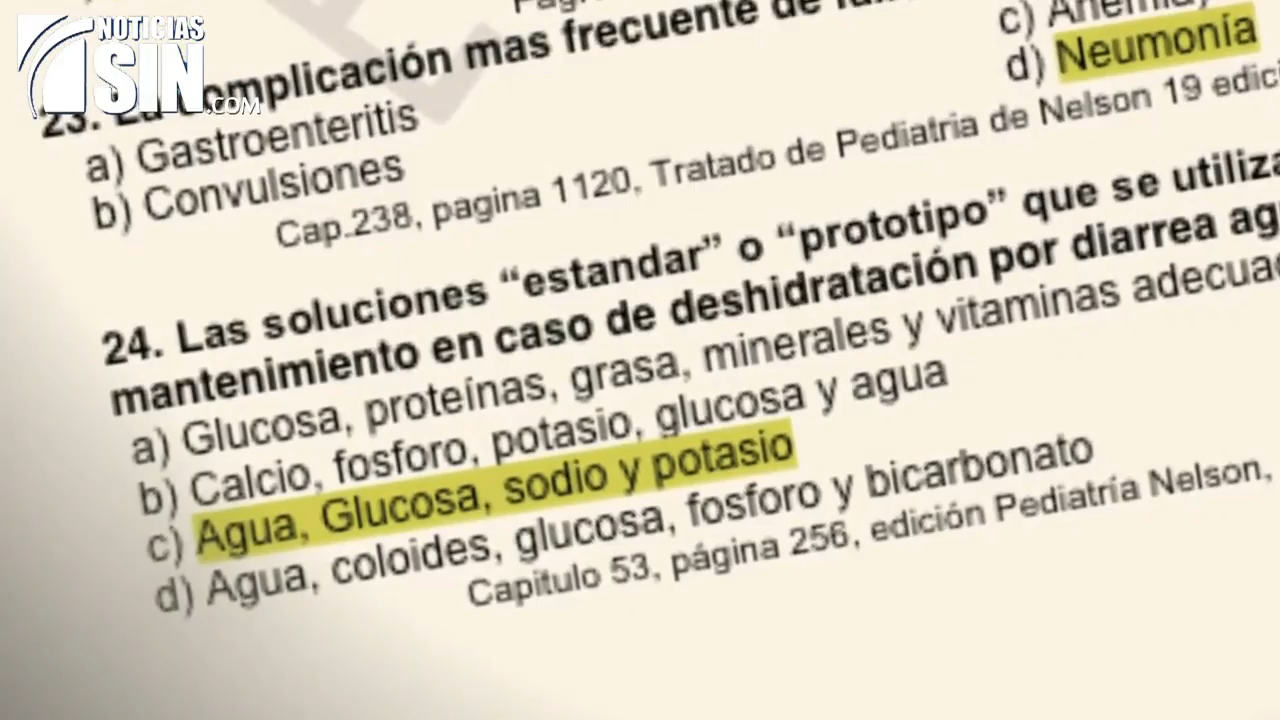 NOTICIAS
SIN
.COM
23. La complicación mas frecuente de
a) Gastroenteritis
b) Convulsiones
c)
d) Neumonía
Cap.238, pagina 1120, Tratado de Pediatria de Nelson 19
24. Las soluciones “estandar” o “prototipo” que se
mantenimiento en caso de deshidratación por diarrea
a) Glucosa, proteínas, grasa, minerales y vitaminas
b) Calcio, fosforo, potasio, glucosa y agua
c) Agua, Glucosa, sodio y potasio
d) Agua, coloides, glucosa, fosforo y bicarbonato
Capitulo 53, página 256, edición Pediatría Nelson,